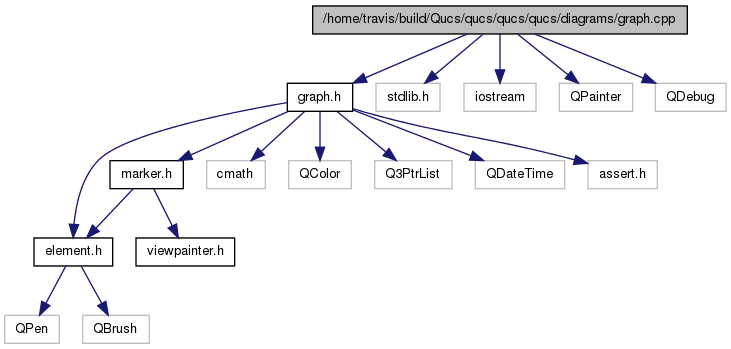 /home/travis/build/Qucs/qucs/qucs/qucs/diagrams/graph.cpp
graph.h
stdlib.h
iostream
QPainter
QDebug
marker.h
cmath
QColor
Q3PtrList
QDateTime
assert.h
element.h
viewpainter.h
QPen
QBrush